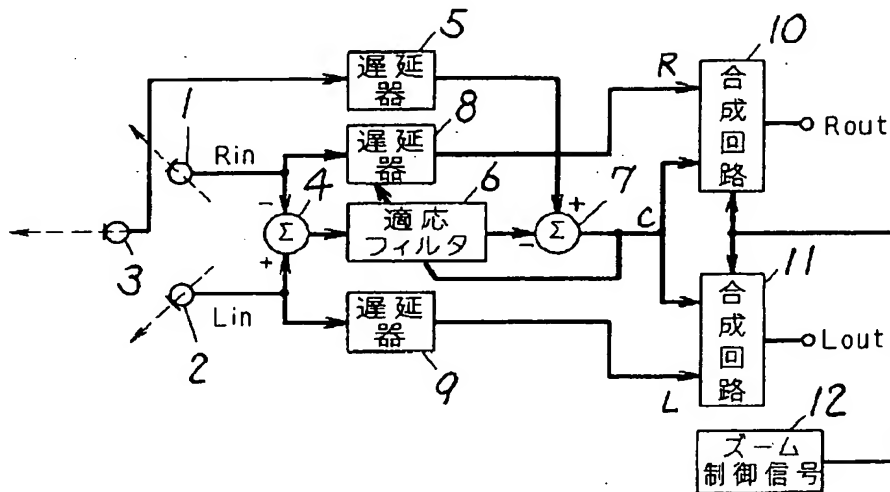 5
遅延
器
10
合成回路
R
Rout
1
Rin
8
遅延
器
4
-
Σ
+
6
適応
フィルタ
7
+
Σ
-
C
3
2
Lin
9
遅延
器
11
合成回路
Lout
L
12
ズーム
制御信号